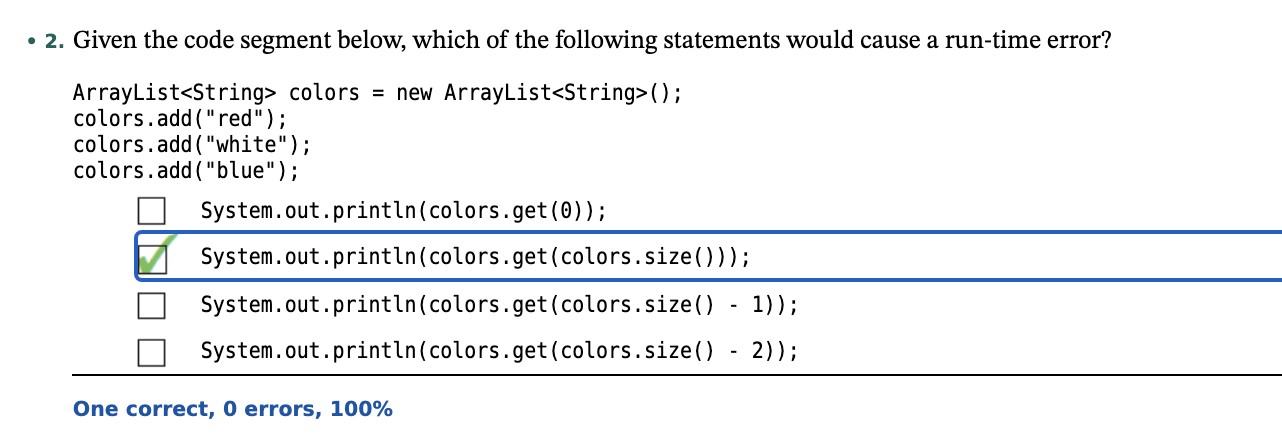 • 2. Given the code segment below, which of the following statements would cause a run-time error?
ArrayList<String> colors = new ArrayList<String>();
colors.add("red");
colors.add("white");
colors.add("blue");
System.out.println(colors.get(0));
System.out.println(colors.get(colors.size()));
System.out.println(colors.get(colors.size() - 1));
System.out.println(colors.get(colors.size() - 2));
One correct, 0 errors, 100%